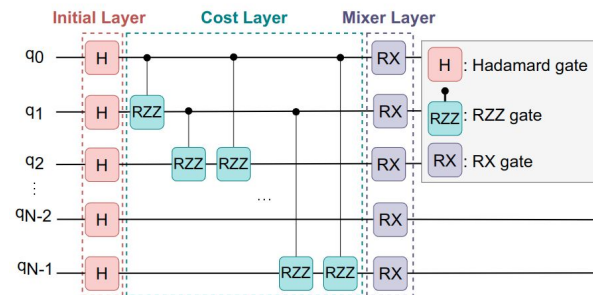 Initial Layer Cost Layer Mixer Layer
q0 H RX H : Hadamard gate
q1 H RZZ RX RZZ : RZZ gate
q2 H RZZ RZZ RX RX : RX gate
⋮ ...
qN-2 H RX
qN-1 H RZZ RZZ RX